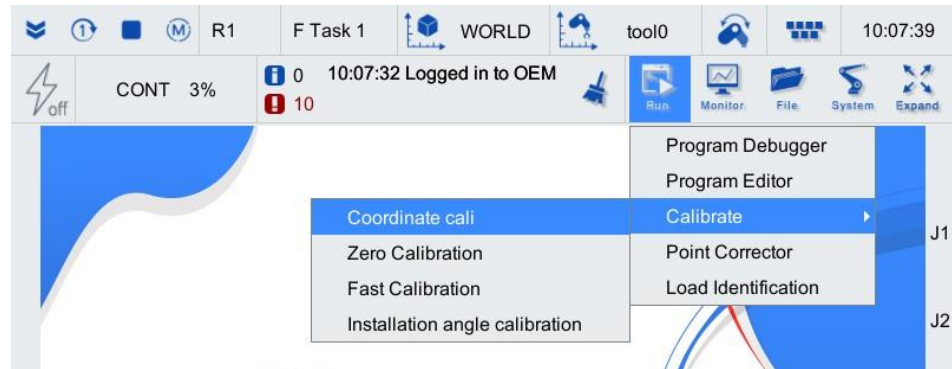 1 M R1 F Task 1 WORLD tool0 10:07:39
off CONT 3% i 0 10:07:32 Logged in to OEM
! 10
Run Monitor File System Expand
Program Debugger
Program Editor
Coordinate cali Calibrate
Zero Calibration Point Corrector
Fast Calibration Load Identification
Installation angle calibration
J1
J2